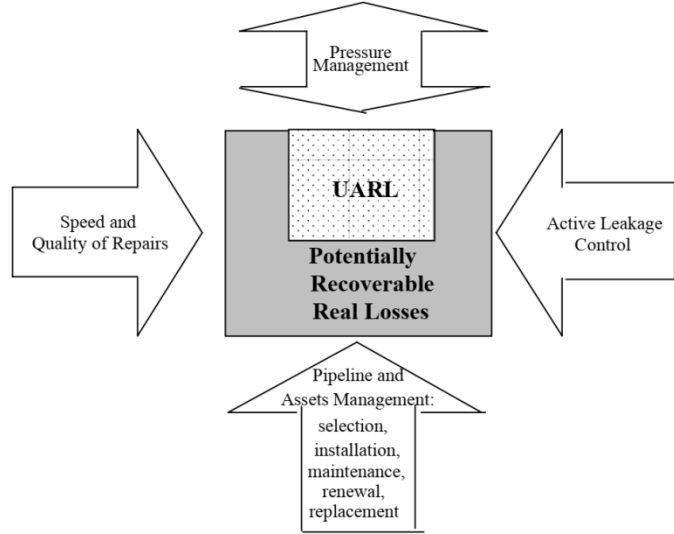 Pressure
Management
UARL
Speed and
Quality of Repairs
Active Leakage
Control
Potentially
Recoverable
Real Losses
Pipeline and
Assets Management:
selection,
installation,
maintenance,
renewal,
replacement